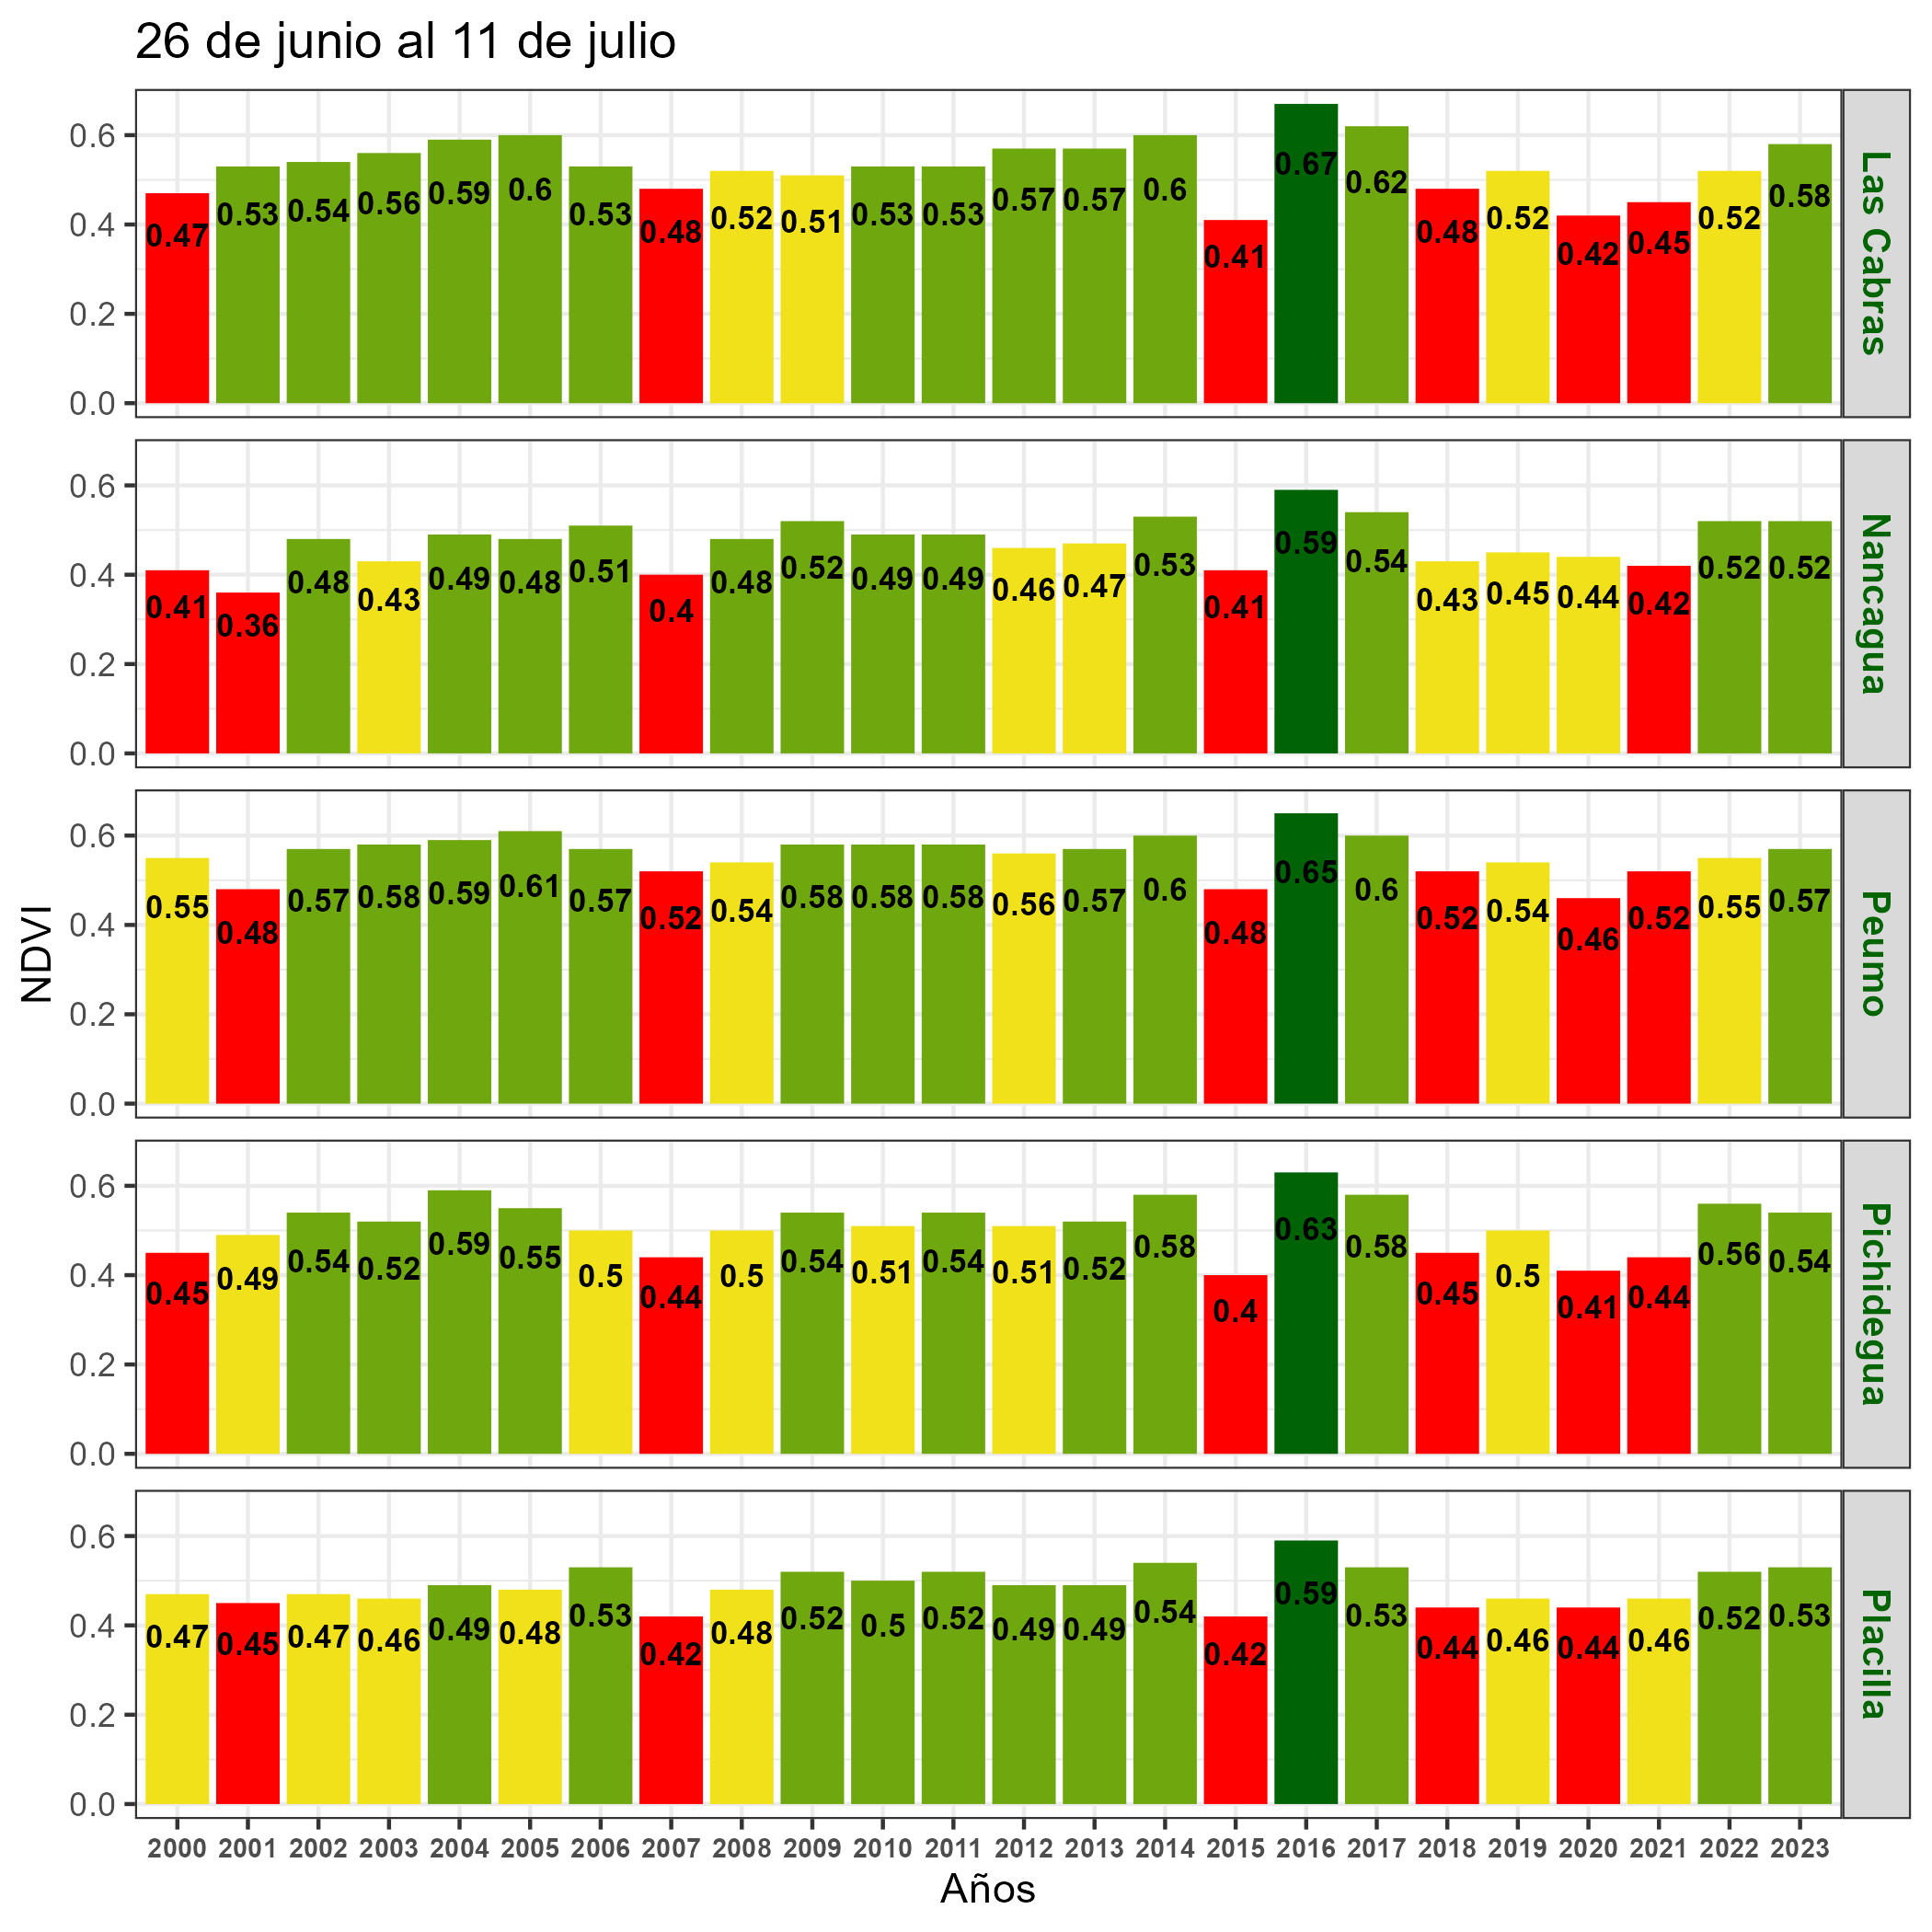 26 de junio al 11 de julio
NDVI
0.6
0.4
0.2
0.0
0.47 0.53 0.54 0.56 0.59 0.6 0.53 0.48 0.52 0.51 0.53 0.53 0.57 0.57 0.6 0.41 0.67 0.62 0.48 0.52 0.42 0.45 0.52 0.58
Las Cabras
0.6
0.4
0.2
0.0
0.41 0.36 0.48 0.43 0.49 0.48 0.51 0.4 0.48 0.52 0.49 0.49 0.46 0.47 0.53 0.41 0.59 0.54 0.43 0.45 0.44 0.42 0.52 0.52
Nancagua
0.6
0.4
0.2
0.0
0.55 0.48 0.57 0.58 0.59 0.61 0.57 0.52 0.54 0.58 0.58 0.58 0.56 0.57 0.6 0.48 0.65 0.6 0.52 0.54 0.46 0.52 0.55 0.57
Peumo
0.6
0.4
0.2
0.0
0.45 0.49 0.54 0.52 0.59 0.55 0.5 0.44 0.5 0.54 0.51 0.54 0.51 0.52 0.58 0.4 0.63 0.58 0.45 0.5 0.41 0.44 0.56 0.54
Pichidegua
0.6
0.4
0.2
0.0
0.47 0.45 0.47 0.46 0.49 0.48 0.53 0.42 0.48 0.52 0.5 0.52 0.49 0.49 0.54 0.42 0.59 0.53 0.44 0.46 0.44 0.46 0.52 0.53
Placilla
2000 2001 2002 2003 2004 2005 2006 2007 2008 2009 2010 2011 2012 2013 2014 2015 2016 2017 2018 2019 2020 2021 2022 2023
Años